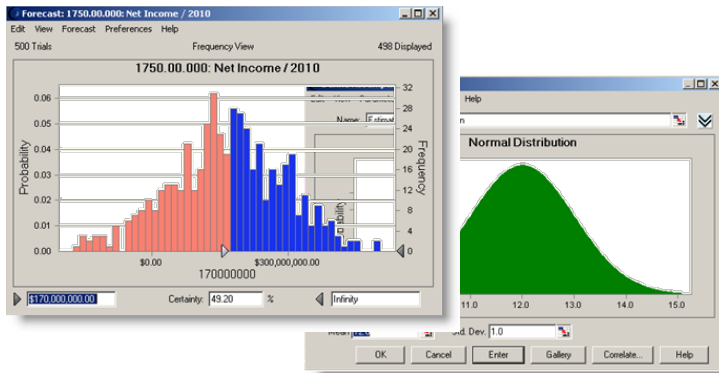 Forecast: 1750.00.000: Net Income / 2010
Edit View Forecast Preferences Help
500 Trials Frequency View 498 Displayed
1750.00.000: Net Income / 2010
0.06
0.05
0.04
0.03
0.02
0.01
0.00
Probability
32
28
24
20
16
12
8
4
0
Frequency
$0.00 $300,000,000.00
170000000
$170,000,000.00 Certainty: 49.20 % Infinity
Help
Name:
Normal Distribution
11.0 12.0 13.0 14.0 15.0
Mean Std. Dev. 1.0
OK Cancel Enter Gallery Correlate... Help